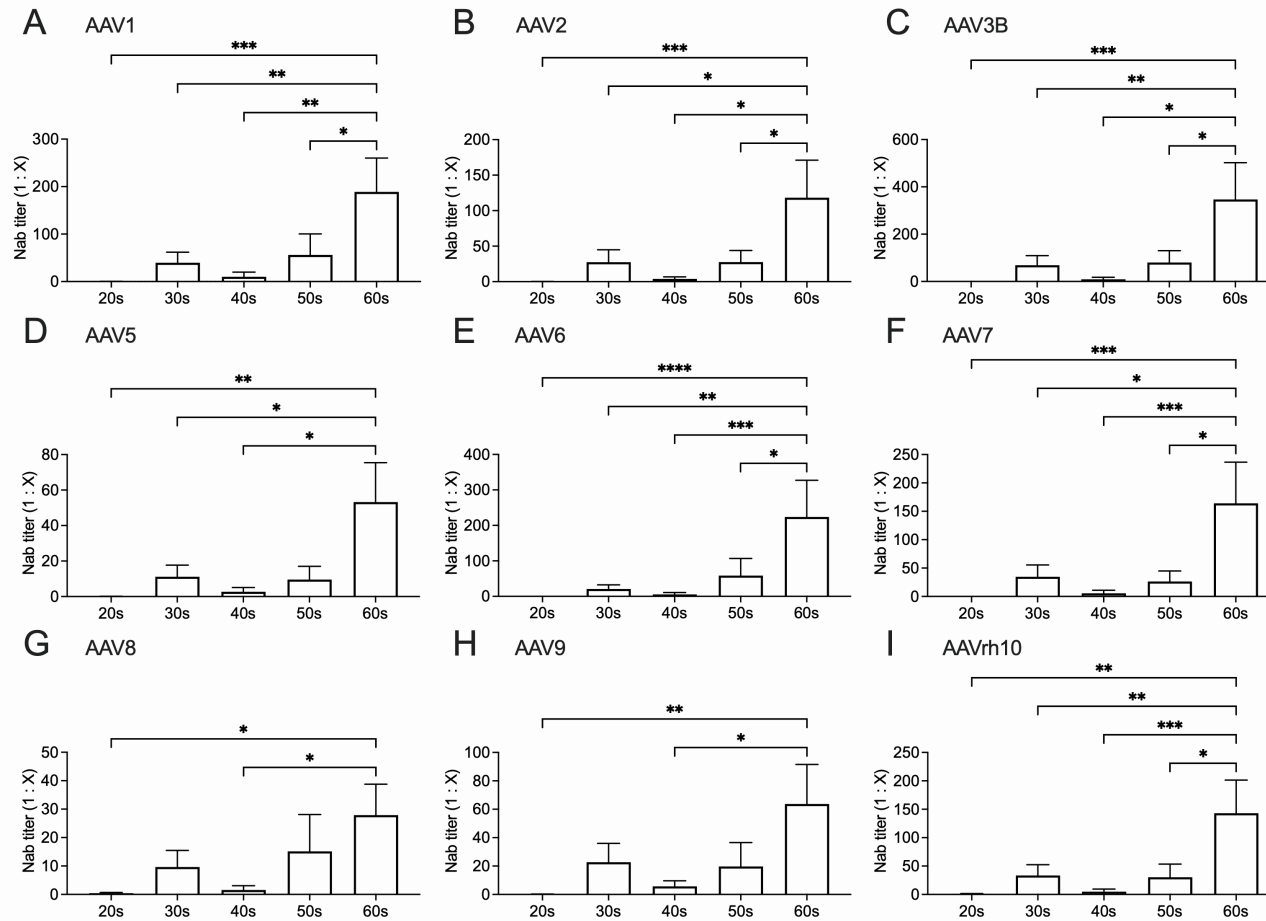 A AAV1
***
**
**
*
300
200
100
0
Nab titer (1 : X)
20s 30s 40s 50s 60s
B AAV2
***
*
*
*
200
150
100
50
0
Nab titer (1 : X)
20s 30s 40s 50s 60s
C AAV3B
***
**
*
*
600
400
200
0
Nab titer (1 : X)
20s 30s 40s 50s 60s
D AAV5
**
*
*
80
60
40
20
0
Nab titer (1 : X)
20s 30s 40s 50s 60s
E AAV6
****
**
***
*
400
300
200
100
0
Nab titer (1 : X)
20s 30s 40s 50s 60s
F AAV7
***
*
***
*
250
200
150
100
50
0
Nab titer (1 : X)
20s 30s 40s 50s 60s
G AAV8
*
*
50
40
30
20
10
0
Nab titer (1 : X)
20s 30s 40s 50s 60s
H AAV9
**
*
100
80
60
40
20
0
Nab titer (1 : X)
20s 30s 40s 50s 60s
I AAVrh10
**
**
***
*
250
200
150
100
50
0
Nab titer (1 : X)
20s 30s 40s 50s 60s